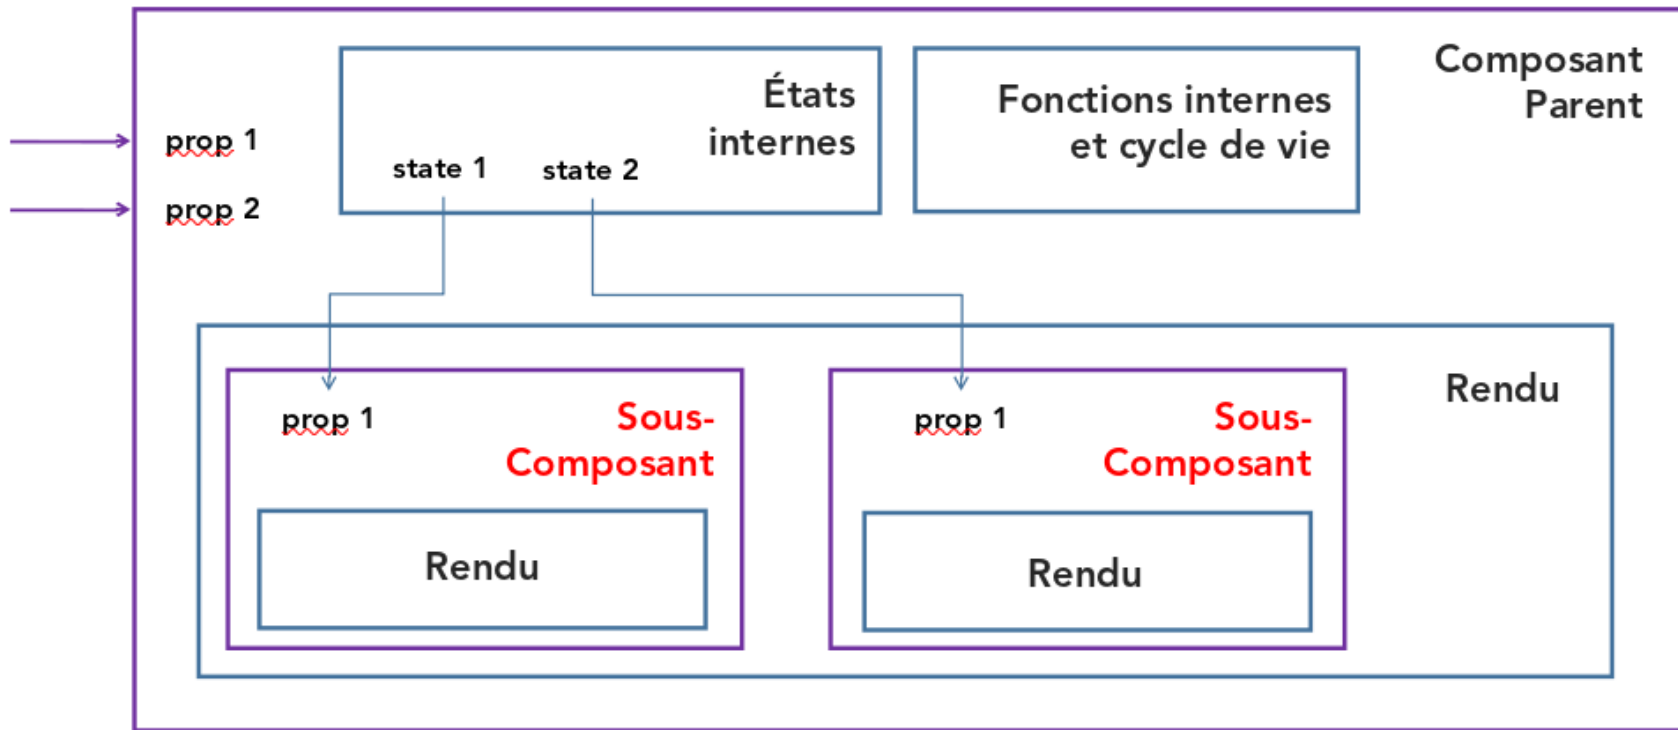 Composant
Parent
États
internes
Fonctions internes
et cycle de vie
prop 1
prop 2
state 1
state 2
Rendu
prop 1
Sous-
Composant
Rendu
prop 1
Sous-
Composant
Rendu